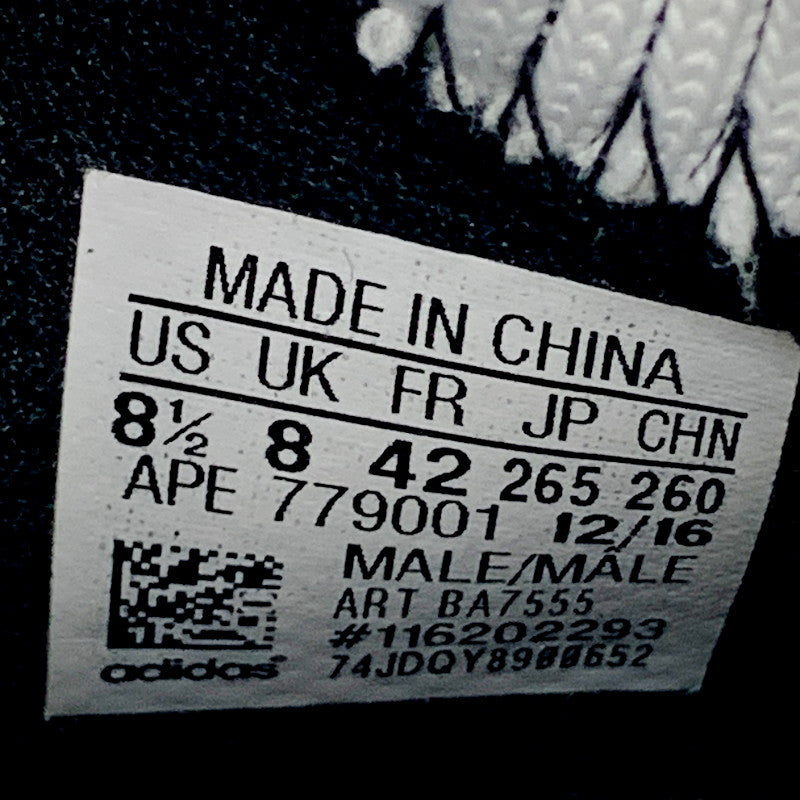 MADE IN CHINA
US UK FR JP CHN
8½ 8 42 265 260
APE 779001 12/16
MALE/MÂLE
ART BA7555
#116202293
74JDQY8900652
adidas